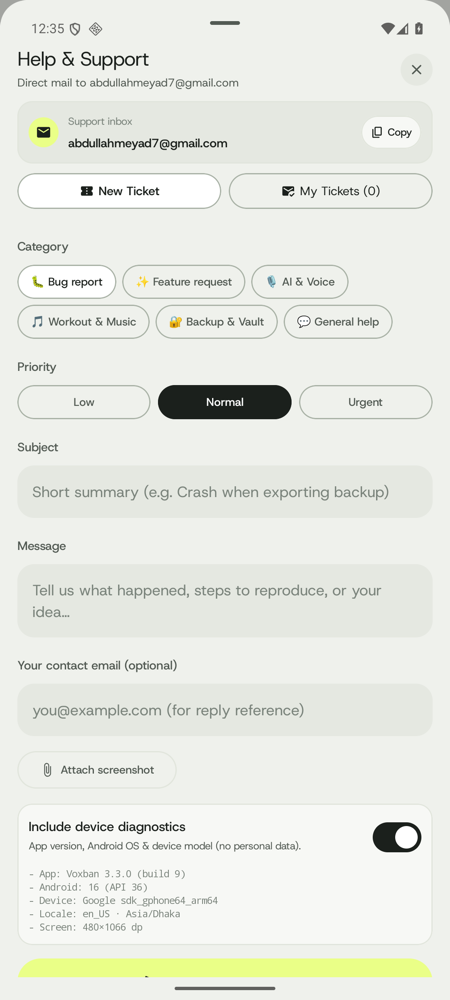 12:35
Help & Support
Direct mail to abdullahmeyad7@gmail.com
Support inbox
abdullahmeyad7@gmail.com
Copy
New Ticket
My Tickets (0)
Category
🐛 Bug report
✨ Feature request
🎙️ AI & Voice
🎵 Workout & Music
🔐 Backup & Vault
💬 General help
Priority
Low
Normal
Urgent
Subject
Short summary (e.g. Crash when exporting backup)
Message
Tell us what happened, steps to reproduce, or your
idea…
Your contact email (optional)
you@example.com (for reply reference)
Attach screenshot
Include device diagnostics
App version, Android OS & device model (no personal data).
- App: Voxban 3.3.0 (build 9)
- Android: 16 (API 36)
- Device: Google sdk_gphone64_arm64
- Locale: en_US · Asia/Dhaka
- Screen: 480×1066 dp